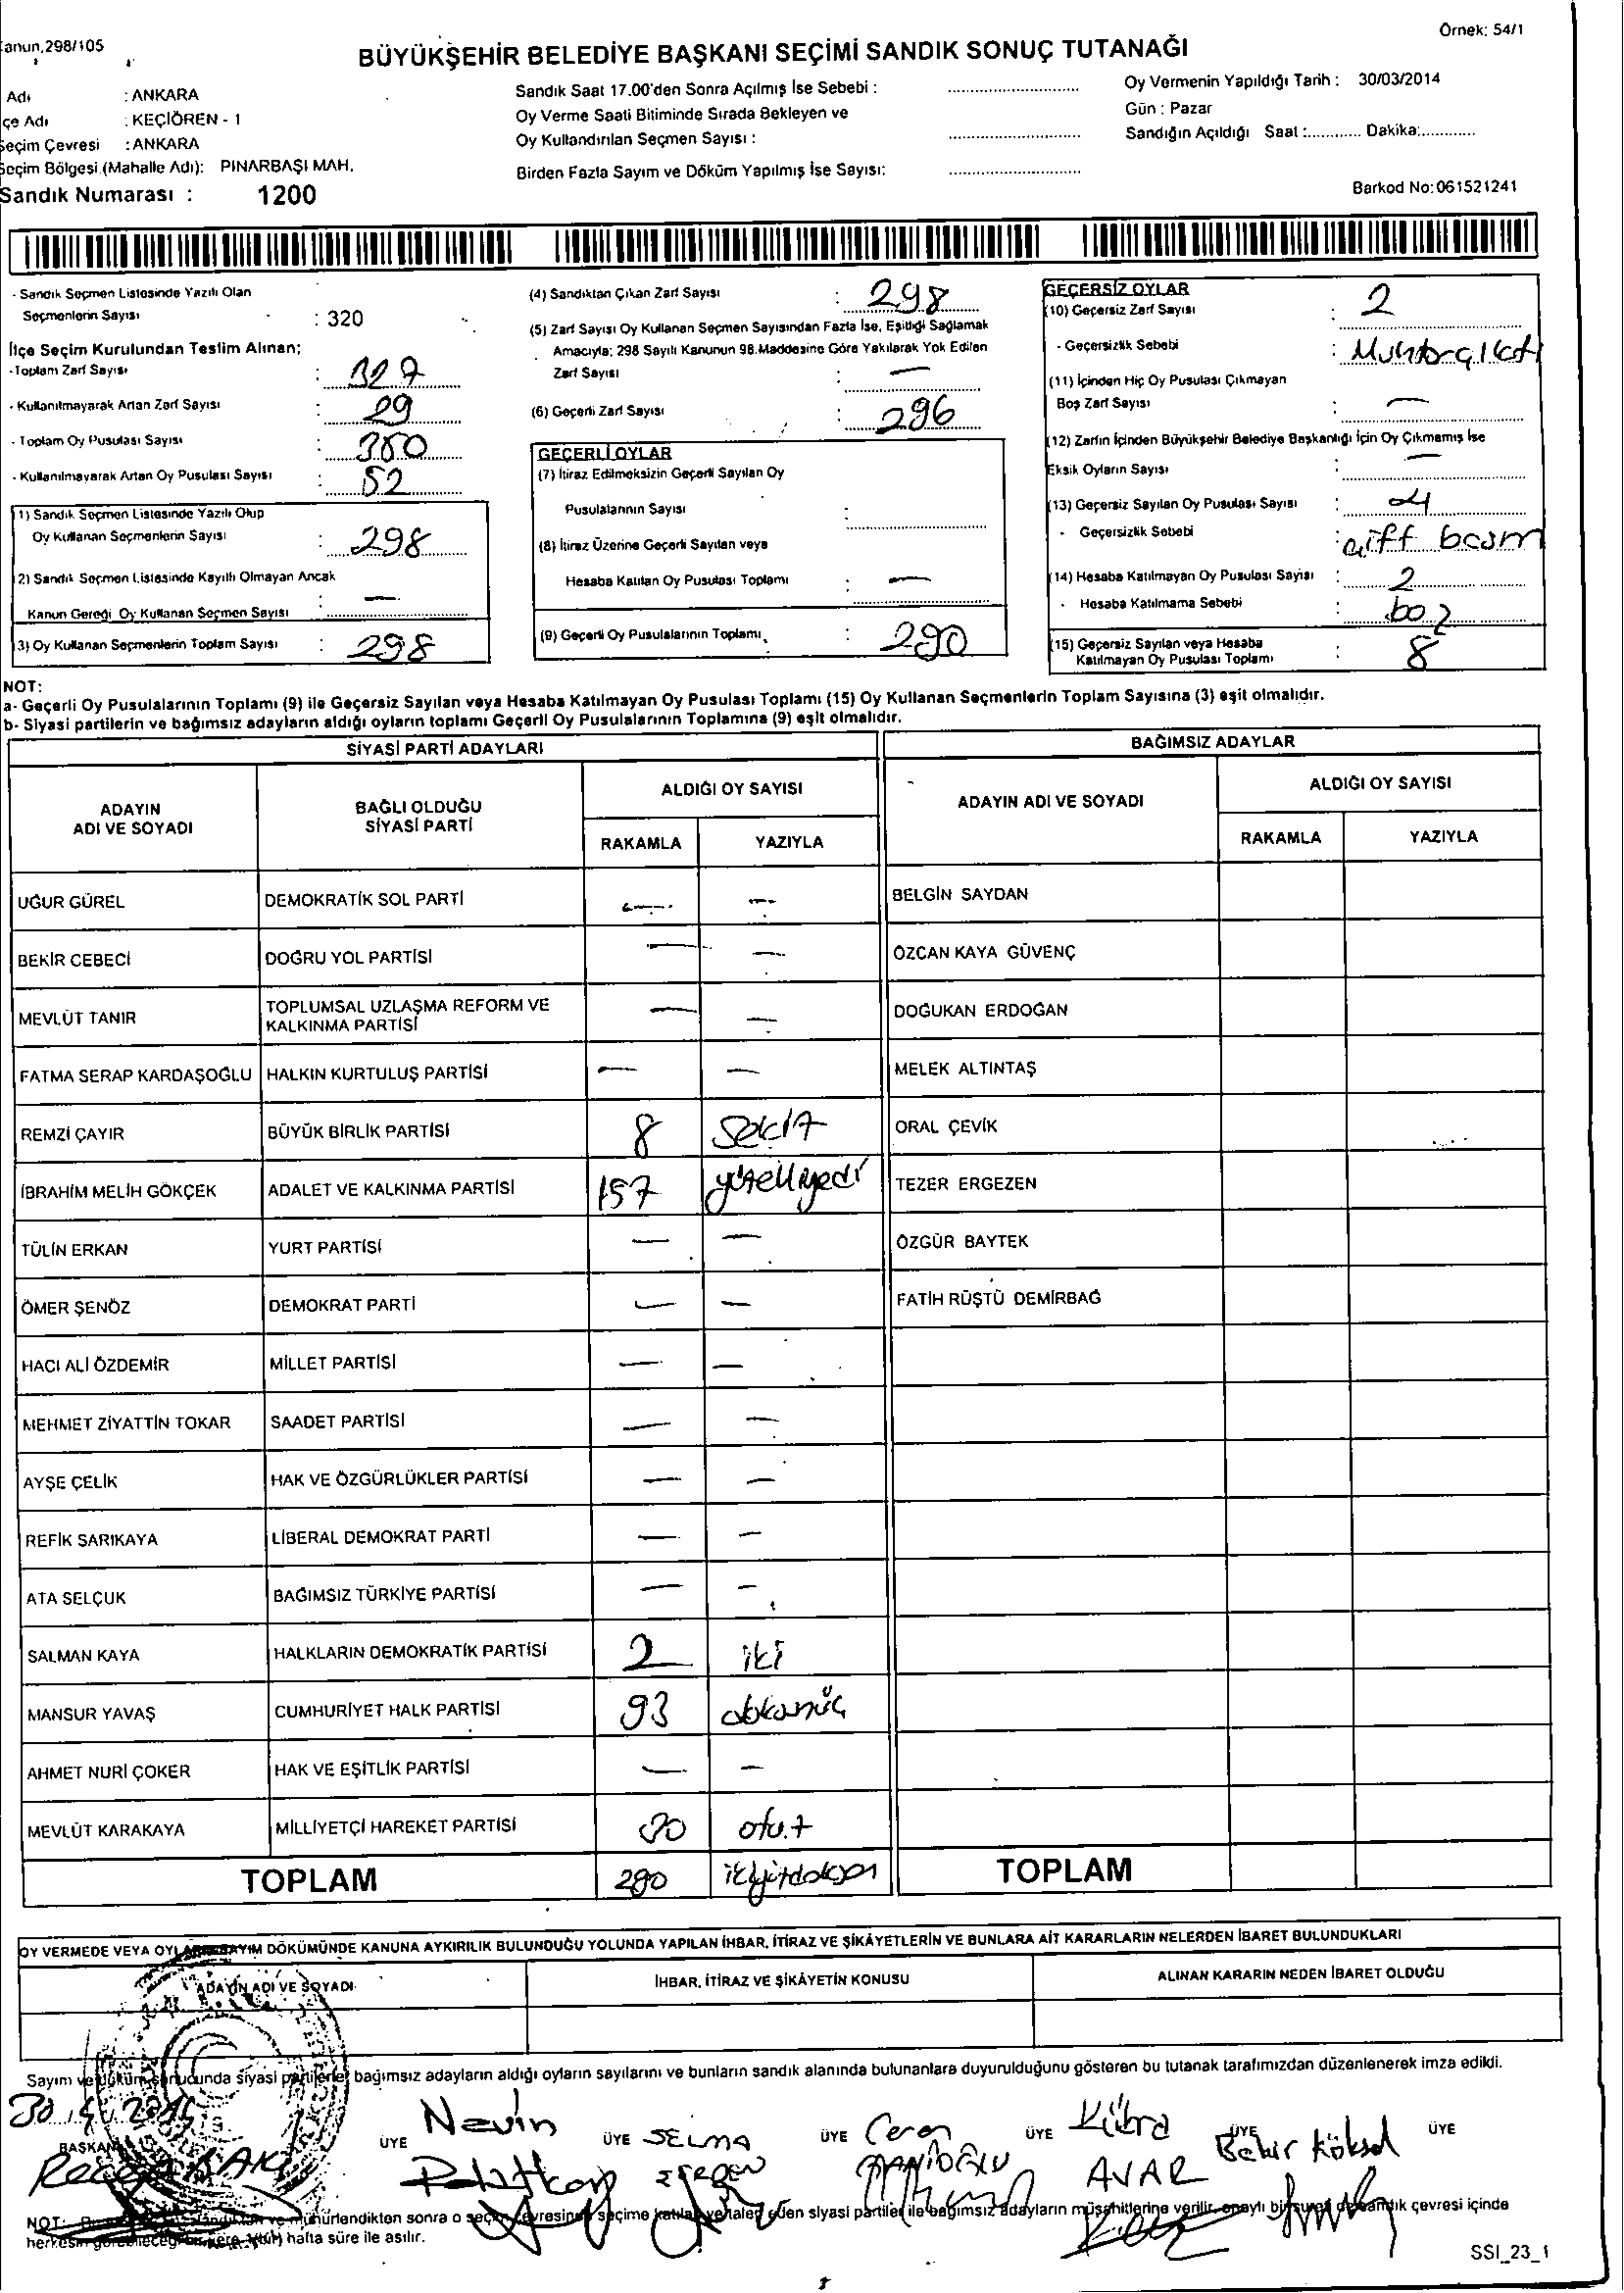 anun,298/105
Örnek: 54/1
BÜYÜKŞEHİR BELEDİYE BAŞKANI SEÇİMİ SANDIK SONUÇ TUTANAĞI
Adı : ANKARA
çe Adı : KEÇİÖREN - 1
Seçim Çevresi : ANKARA
Seçim Bölgesi (Mahalle Adı): PINARBAŞI MAH.
Sandık Numarası : 1200
Sandık Saat 17.00'den Sonra Açılmış İse Sebebi :
Oy Verme Saati Bitiminde Sırada Bekleyen ve
Oy Kullandırılan Seçmen Sayısı :
Birden Fazla Sayım ve Döküm Yapılmış İse Sayısı:
Oy Vermenin Yapıldığı Tarih : 30/03/2014
Gün : Pazar
Sandığın Açıldığı Saat :............ Dakika:............
Barkod No: 061521241
- Sandık Seçmen Listesinde Yazılı Olan
Seçmenlerin Sayısı : 320
İlçe Seçim Kurulundan Teslim Alınan;
-Toplam Zarf Sayısı : 327
- Kullanılmayarak Artan Zarf Sayısı : 29
- Toplam Oy Pusulası Sayısı : 350
- Kullanılmayarak Artan Oy Pusulası Sayısı : 52
1) Sandık Seçmen Listesinde Yazılı Olup
Oy Kullanan Seçmenlerin Sayısı : 298
2) Sandık Seçmen Listesinde Kayıtlı Olmayan Ancak
Kanun Gereği Oy Kullanan Seçmen Sayısı : —
3) Oy Kullanan Seçmenlerin Toplam Sayısı : 298
(4) Sandıktan Çıkan Zarf Sayısı : 298
(5) Zarf Sayısı Oy Kullanan Seçmen Sayısından Fazla İse, Eşitliği Sağlamak
Amacıyla; 298 Sayılı Kanunun 98.Maddesine Göre Yakılarak Yok Edilen
Zarf Sayısı : —
(6) Geçerli Zarf Sayısı : 296
GEÇERLİ OYLAR
(7) İtiraz Edilmeksizin Geçerli Sayılan Oy
Pusulalarının Sayısı :
(8) İtiraz Üzerine Geçerli Sayılan veya
Hesaba Katılan Oy Pusulası Toplamı : —
(9) Geçerli Oy Pusulalarının Toplamı : 290
GEÇERSİZ OYLAR
(10) Geçersiz Zarf Sayısı : 2
- Geçersizlik Sebebi :
(11) İçinden Hiç Oy Pusulası Çıkmayan
Boş Zarf Sayısı : —
(12) Zarfın İçinden Büyükşehir Belediye Başkanlığı İçin Oy Çıkmamış İse
Eksik Oyların Sayısı : —
(13) Geçersiz Sayılan Oy Pusulası Sayısı : 04
- Geçersizlik Sebebi : çift basım
(14) Hesaba Katılmayan Oy Pusulası Sayısı : 2
- Hesaba Katılmama Sebebi : boz
(15) Geçersiz Sayılan veya Hesaba
Katılmayan Oy Pusulası Toplamı : 8
NOT:
a- Geçerli Oy Pusulalarının Toplamı (9) ile Geçersiz Sayılan veya Hesaba Katılmayan Oy Pusulası Toplamı (15) Oy Kullanan Seçmenlerin Toplam Sayısına (3) eşit olmalıdır.
b- Siyasi partilerin ve bağımsız adayların aldığı oyların toplamı Geçerli Oy Pusulalarının Toplamına (9) eşit olmalıdır.
SİYASİ PARTİ ADAYLARI
BAĞIMSIZ ADAYLAR
ADAYIN
ADI VE SOYADI
BAĞLI OLDUĞU
SİYASİ PARTİ
ALDIĞI OY SAYISI
RAKAMLA YAZIYLA
ADAYIN ADI VE SOYADI
ALDIĞI OY SAYISI
RAKAMLA YAZIYLA
UĞUR GÜREL DEMOKRATİK SOL PARTİ — — BELGİN SAYDAN
BEKİR CEBECİ DOĞRU YOL PARTİSİ — — ÖZCAN KAYA GÜVENÇ
MEVLÜT TANIR TOPLUMSAL UZLAŞMA REFORM VE KALKINMA PARTİSİ — — DOĞUKAN ERDOĞAN
FATMA SERAP KARDAŞOĞLU HALKIN KURTULUŞ PARTİSİ — — MELEK ALTINTAŞ
REMZİ ÇAYIR BÜYÜK BİRLİK PARTİSİ 8 sekiz ORAL ÇEVİK
İBRAHİM MELİH GÖKÇEK ADALET VE KALKINMA PARTİSİ 157 yüzelliyedi TEZER ERGEZEN
TÜLİN ERKAN YURT PARTİSİ — — ÖZGÜR BAYTEK
ÖMER ŞENÖZ DEMOKRAT PARTİ — — FATİH RÜŞTÜ DEMİRBAĞ
HACI ALİ ÖZDEMİR MİLLET PARTİSİ — —
MEHMET ZİYATTİN TOKAR SAADET PARTİSİ — —
AYŞE ÇELİK HAK VE ÖZGÜRLÜKLER PARTİSİ — —
REFİK SARIKAYA LİBERAL DEMOKRAT PARTİ — —
ATA SELÇUK BAĞIMSIZ TÜRKİYE PARTİSİ — —
SALMAN KAYA HALKLARIN DEMOKRATİK PARTİSİ 2 iki
MANSUR YAVAŞ CUMHURİYET HALK PARTİSİ 93 doksanüç
AHMET NURİ ÇOKER HAK VE EŞİTLİK PARTİSİ — —
MEVLÜT KARAKAYA MİLLİYETÇİ HAREKET PARTİSİ 30 otuz
TOPLAM 290 ikiyüzdoksan TOPLAM
OY VERMEDE VEYA OYLARIN SAYIM DÖKÜMÜNDE KANUNA AYKIRILIK BULUNDUĞU YOLUNDA YAPILAN İHBAR, İTİRAZ VE ŞİKÂYETLERİN VE BUNLARA AİT KARARLARIN NELERDEN İBARET BULUNDUKLARI
ADAYIN ADI VE SOYADI İHBAR, İTİRAZ VE ŞİKÂYETİN KONUSU ALINAN KARARIN NEDEN İBARET OLDUĞU
Sayım ve döküm sonucunda siyasi partilerle bağımsız adayların aldığı oyların sayılarını ve bunların sandık alanında bulunanlara duyurulduğunu gösteren bu tutanak tarafımızdan düzenlenerek imza edildi.
BAŞKAN ÜYE Nevin ÜYE SELMA ÜYE Ceren ÜYE Kübra ÜYE Bekir Köksal ÜYE
AVAR
NOT: mühürlendikten sonra o seçim çevresinde seçime katılan ve talep eden siyasi partiler ile bağımsız adayların müşahitlerine verilir, onaylı bir sureti de sandık çevresi içinde
herkesin görebileceği bir yere hafta süre ile asılır.
SSI_23_1